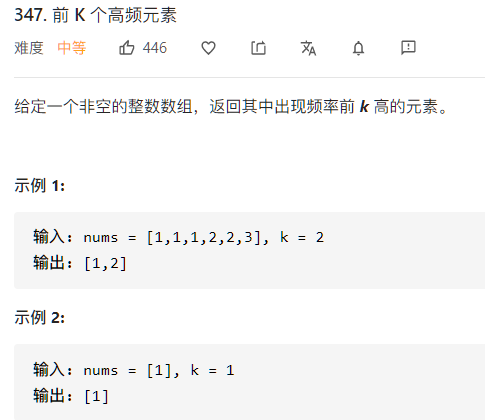 347. 前 K 个高频元素
难度 中等 446
给定一个非空的整数数组，返回其中出现频率前 k 高的元素。
示例 1:
输入: nums = [1,1,1,2,2,3], k = 2
输出: [1,2]
示例 2:
输入: nums = [1], k = 1
输出: [1]